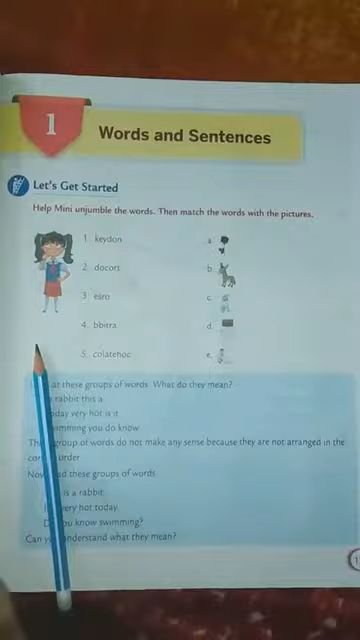 1
Words and Sentences
Let's Get Started
Help Mini unjumble the words. Then match the words with the pictures.
1. keydon
a.
2. docort
b.
3. esro
c.
4. bbitra
d.
5. colatehoc
e.
at these groups of words. What do they mean?
rabbit this a
day very hot is it
imming you do know
group of words do not make any sense because they are not arranged in the
order
these groups of words
is a rabbit.
very hot today.
you know swimming?
Can understand what they mean?
1